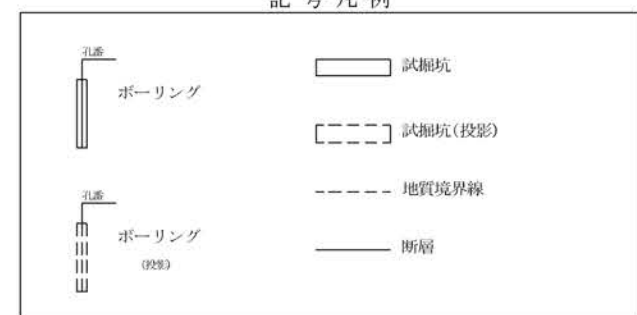 記号凡例
孔番
ボーリング
試掘坑
試掘坑(投影)
地質境界線
孔番
ボーリング
(投影)
断層